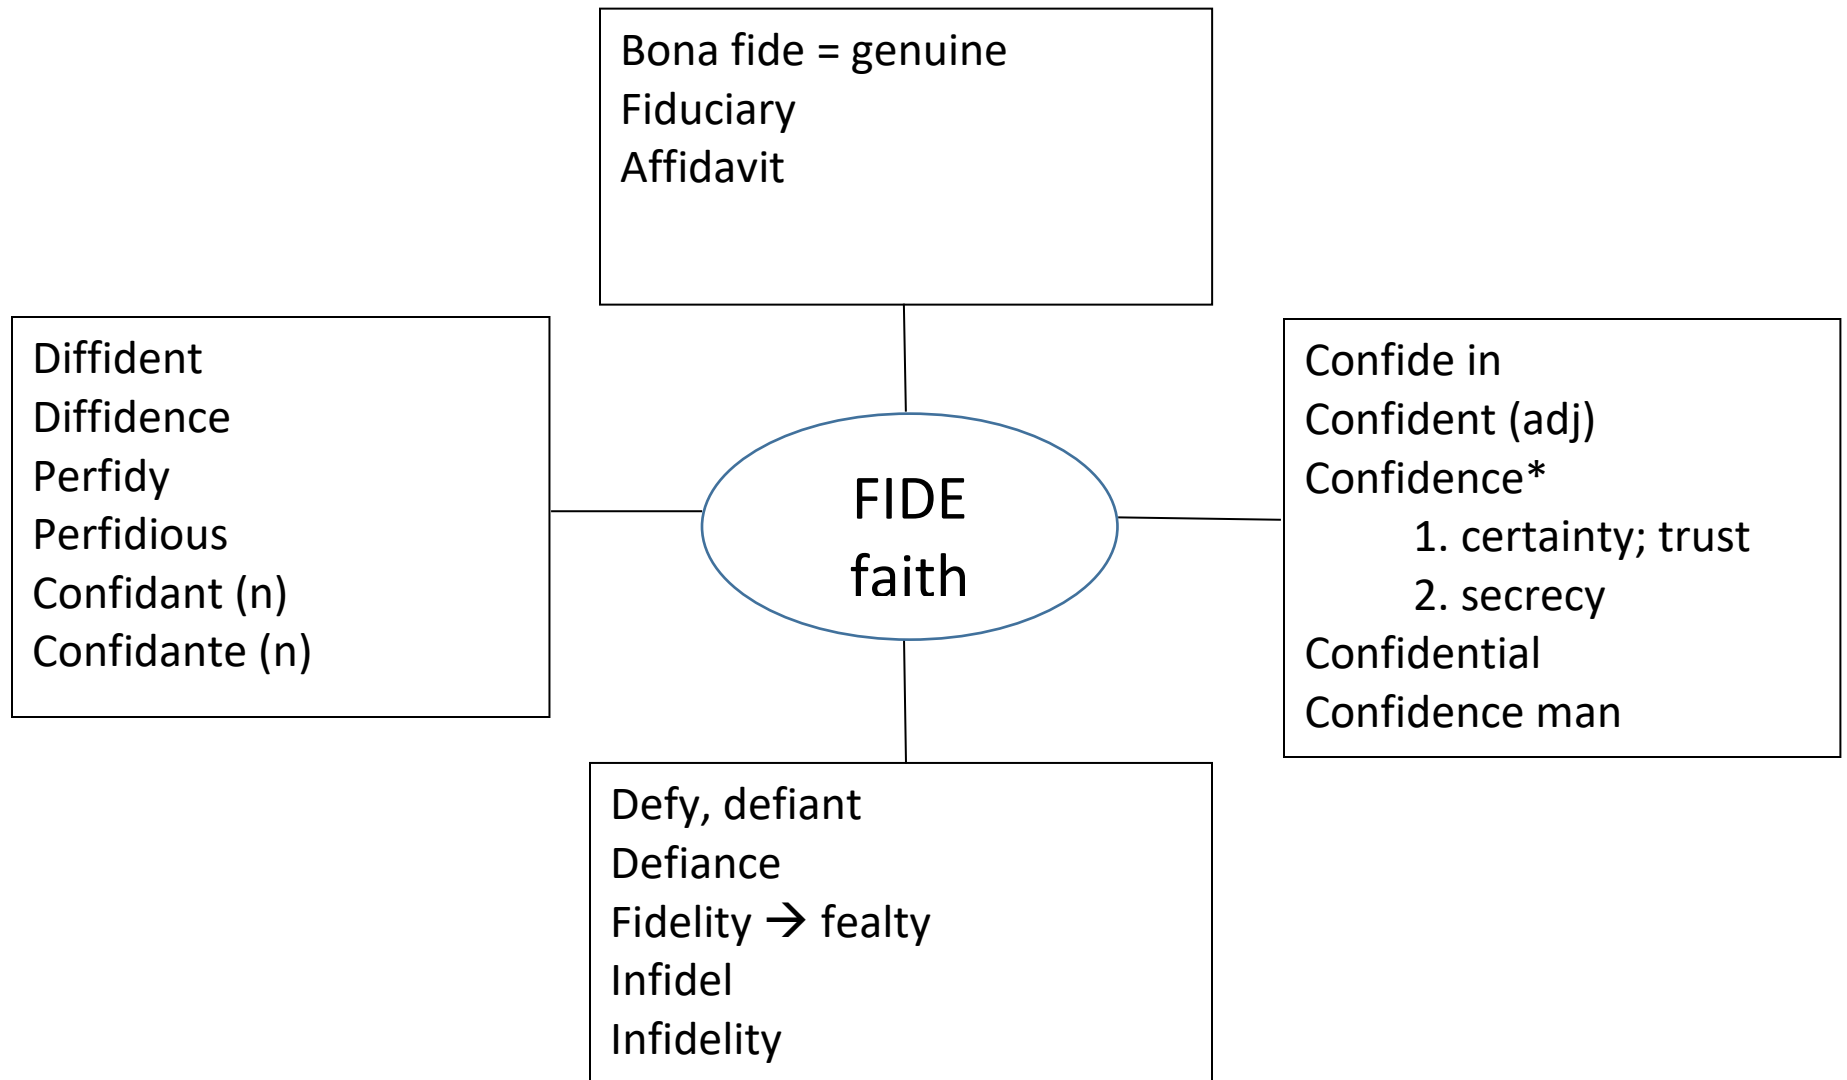 Bona fide = genuine
Fiduciary
Affidavit
Diffident
Diffidence
Perfidy
Perfidious
Confidant (n)
Confidante (n)
FIDE
faith
Confide in
Confident (adj)
Confidence*
1. certainty; trust
2. secrecy
Confidential
Confidence man
Defy, defiant
Defiance
Fidelity → fealty
Infidel
Infidelity